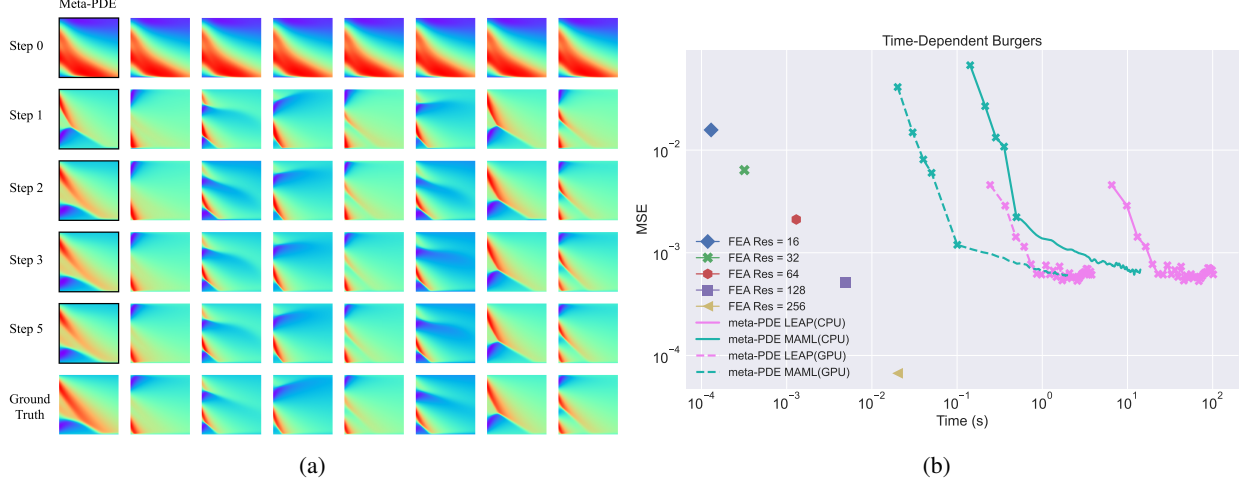 Meta-PDE
Step 0
Step 1
Step 2
Step 3
Step 5
Ground
Truth
(a)
Time-Dependent Burgers
MSE
10⁻²
10⁻³
10⁻⁴
FEA Res = 16
FEA Res = 32
FEA Res = 64
FEA Res = 128
FEA Res = 256
meta-PDE LEAP(CPU)
meta-PDE MAML(CPU)
meta-PDE LEAP(GPU)
meta-PDE MAML(GPU)
10⁻⁴ 10⁻³ 10⁻² 10⁻¹ 10⁰ 10¹ 10²
Time (s)
(b)